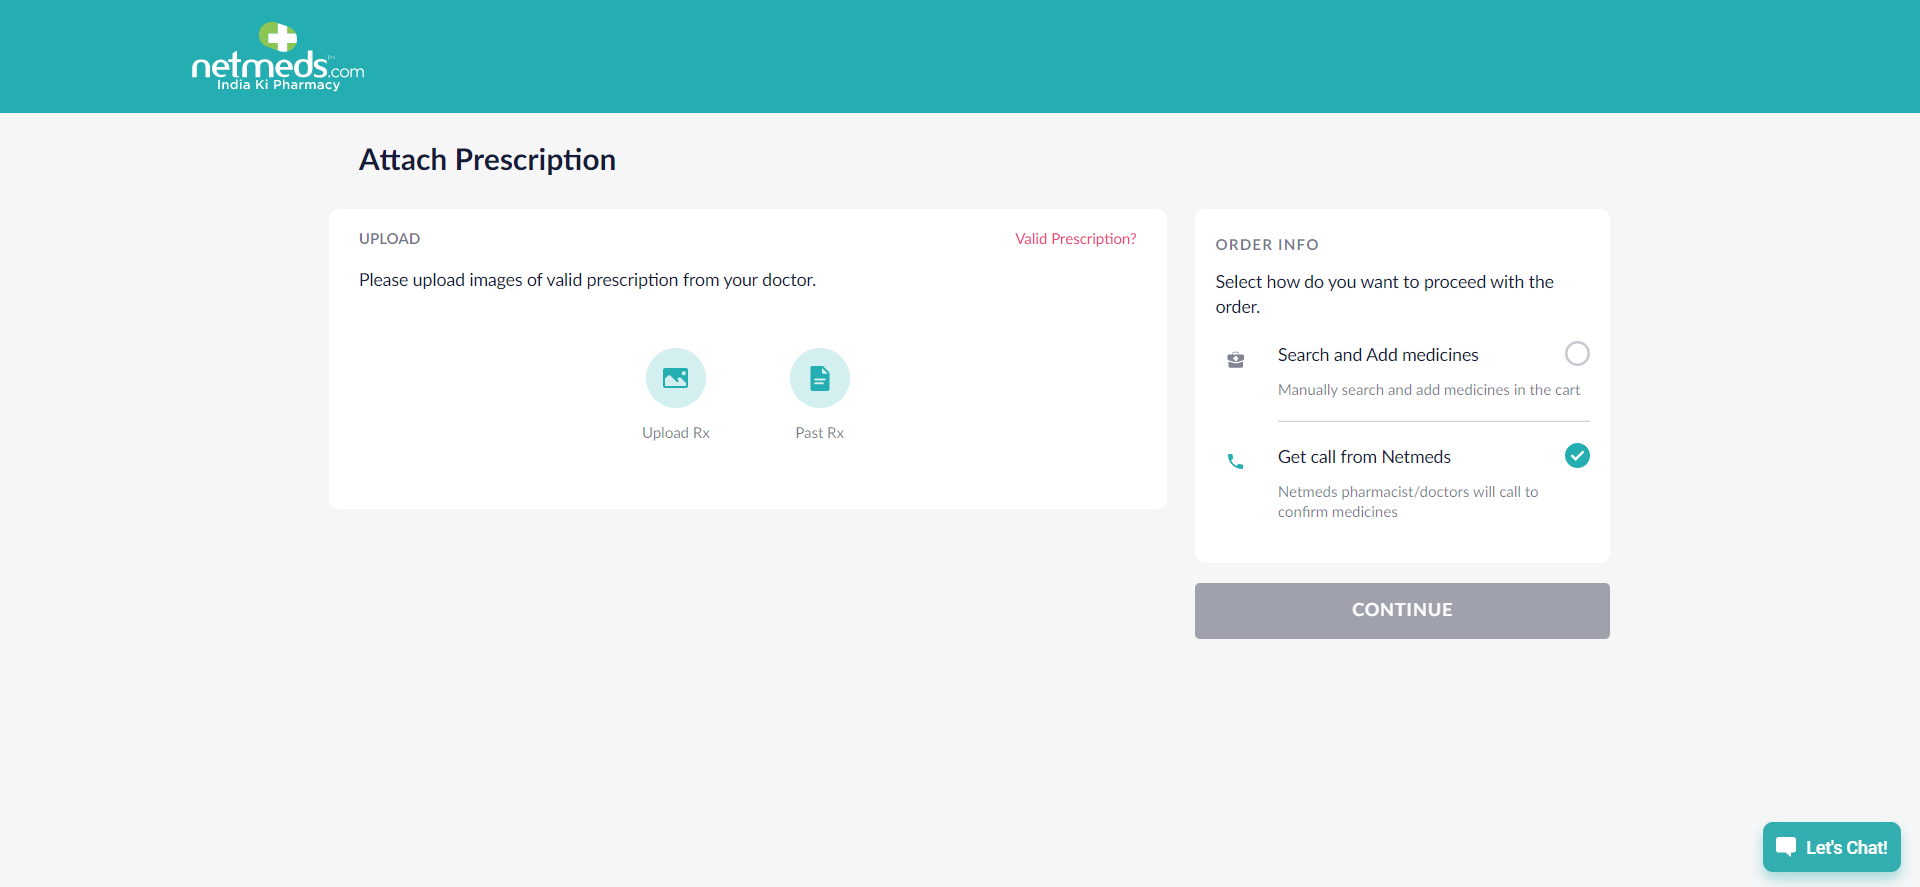 netmeds.com™
India Ki Pharmacy
Attach Prescription
UPLOAD
Valid Prescription?
Please upload images of valid prescription from your doctor.
Upload Rx
Past Rx
ORDER INFO
Select how do you want to proceed with the
order.
Search and Add medicines
Manually search and add medicines in the cart
Get call from Netmeds
Netmeds pharmacist/doctors will call to
confirm medicines
CONTINUE
Let's Chat!